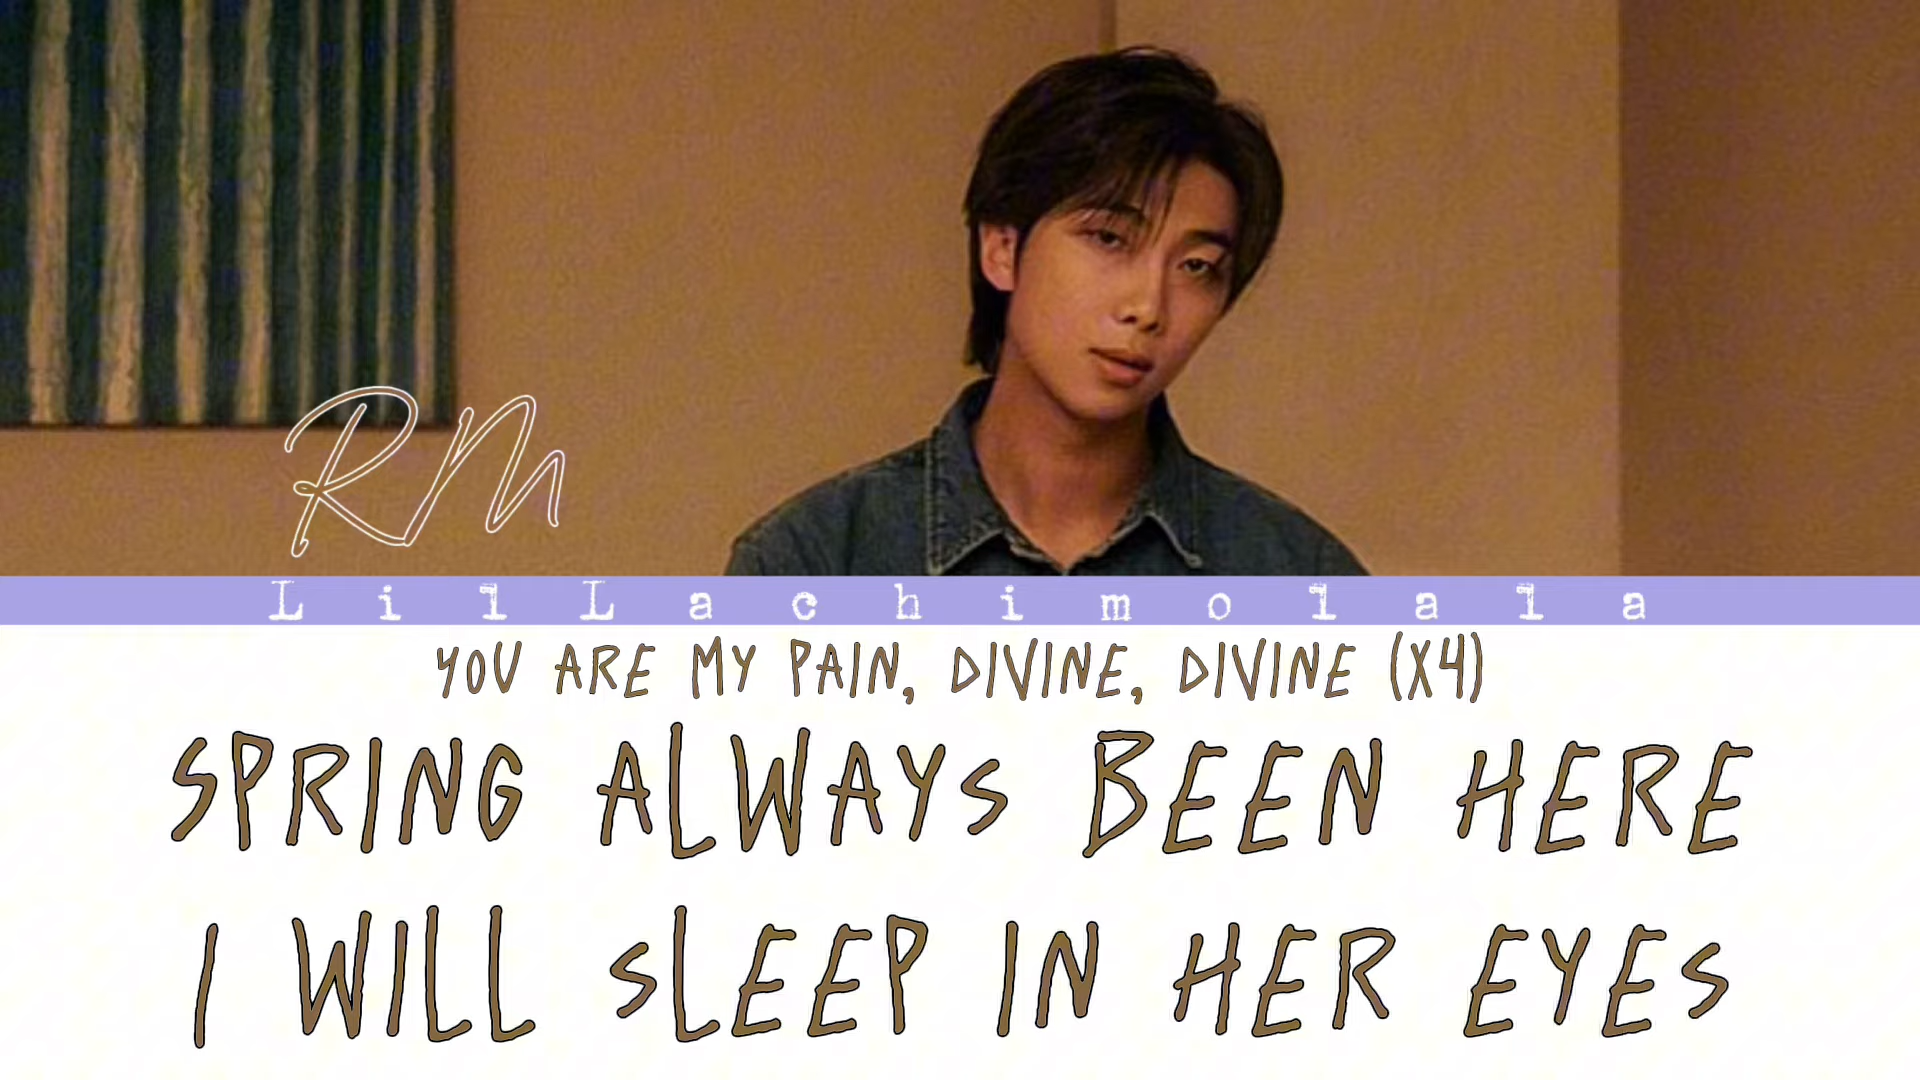 RM
LilLachimolala
YOU ARE MY PAIN, DIVINE, DIVINE (X4)
SPRING ALWAYS BEEN HERE
I WILL SLEEP IN HER EYES